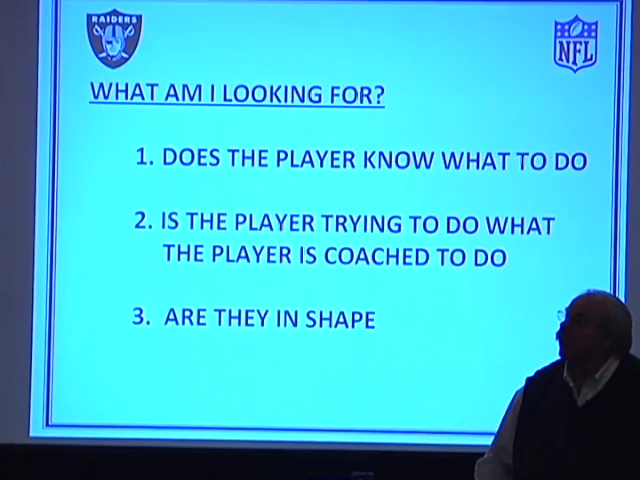 RAIDERS
NFL
WHAT AM I LOOKING FOR?
1. DOES THE PLAYER KNOW WHAT TO DO
2. IS THE PLAYER TRYING TO DO WHAT
THE PLAYER IS COACHED TO DO
3. ARE THEY IN SHAPE